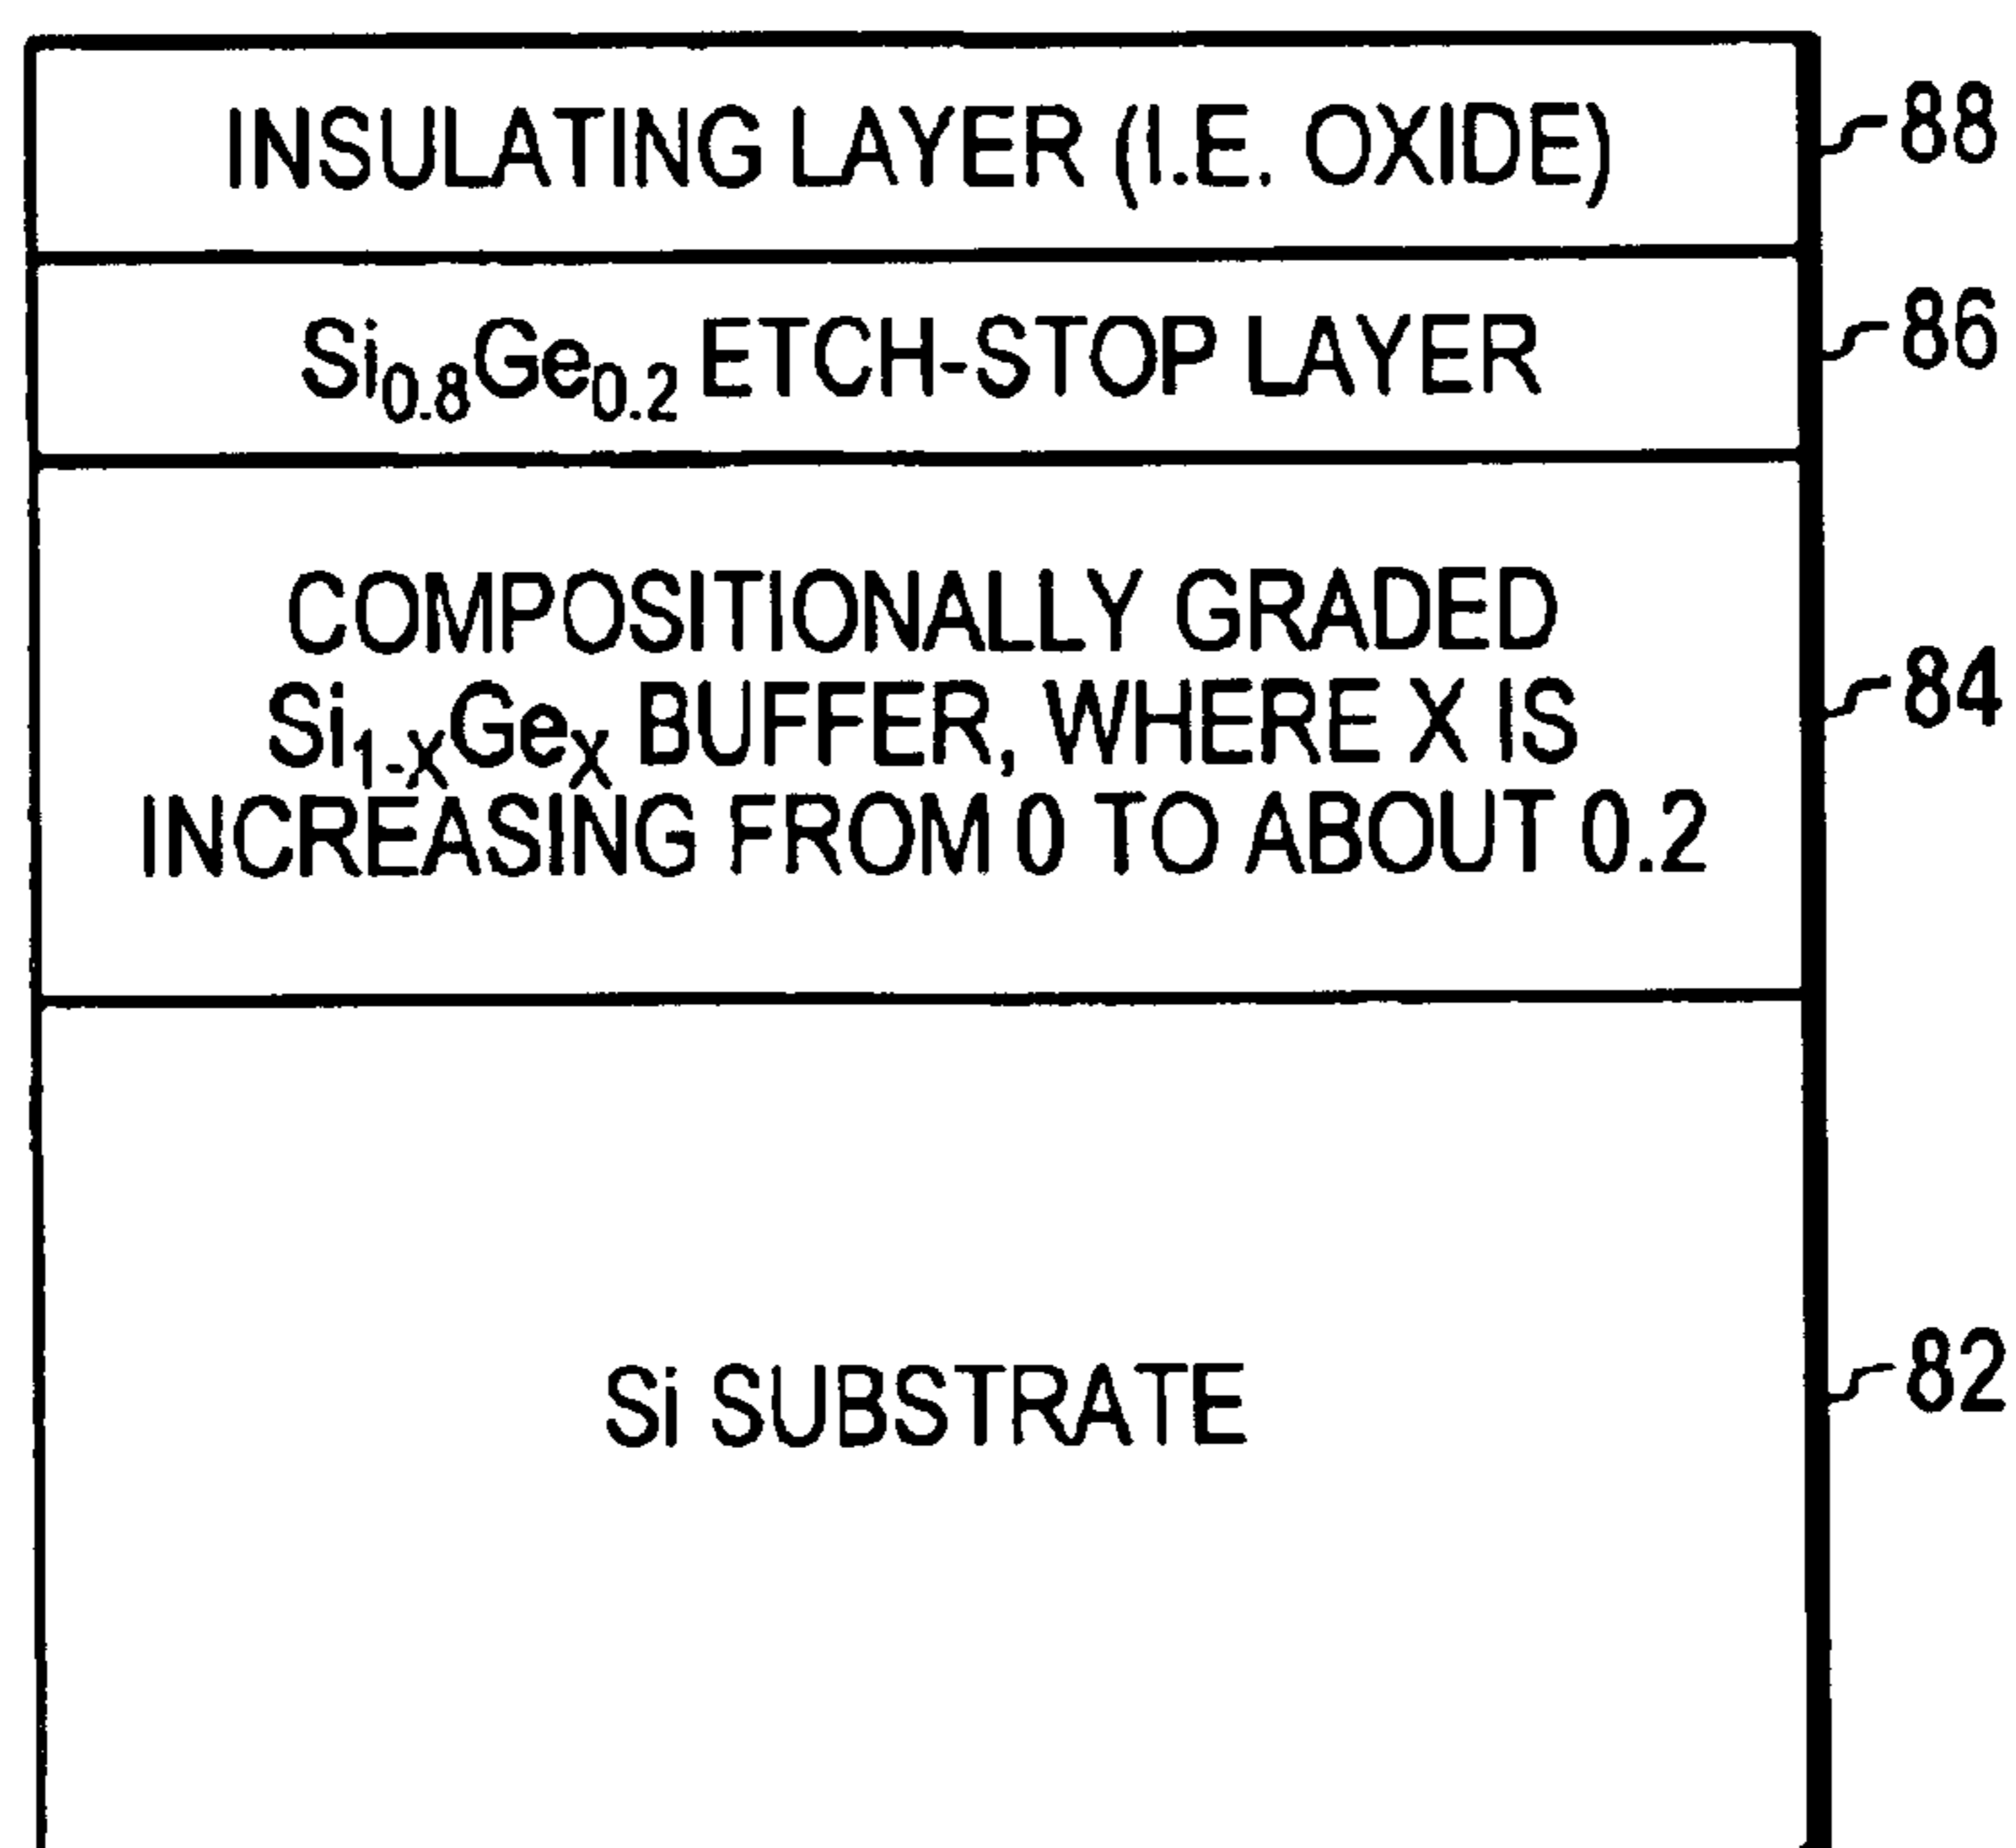 INSULATING LAYER (I.E. OXIDE)
88
Si0.8Ge0.2 ETCH-STOP LAYER
86
COMPOSITIONALLY GRADED
Si1-XGeX BUFFER, WHERE X IS
INCREASING FROM 0 TO ABOUT 0.2
84
Si SUBSTRATE
82